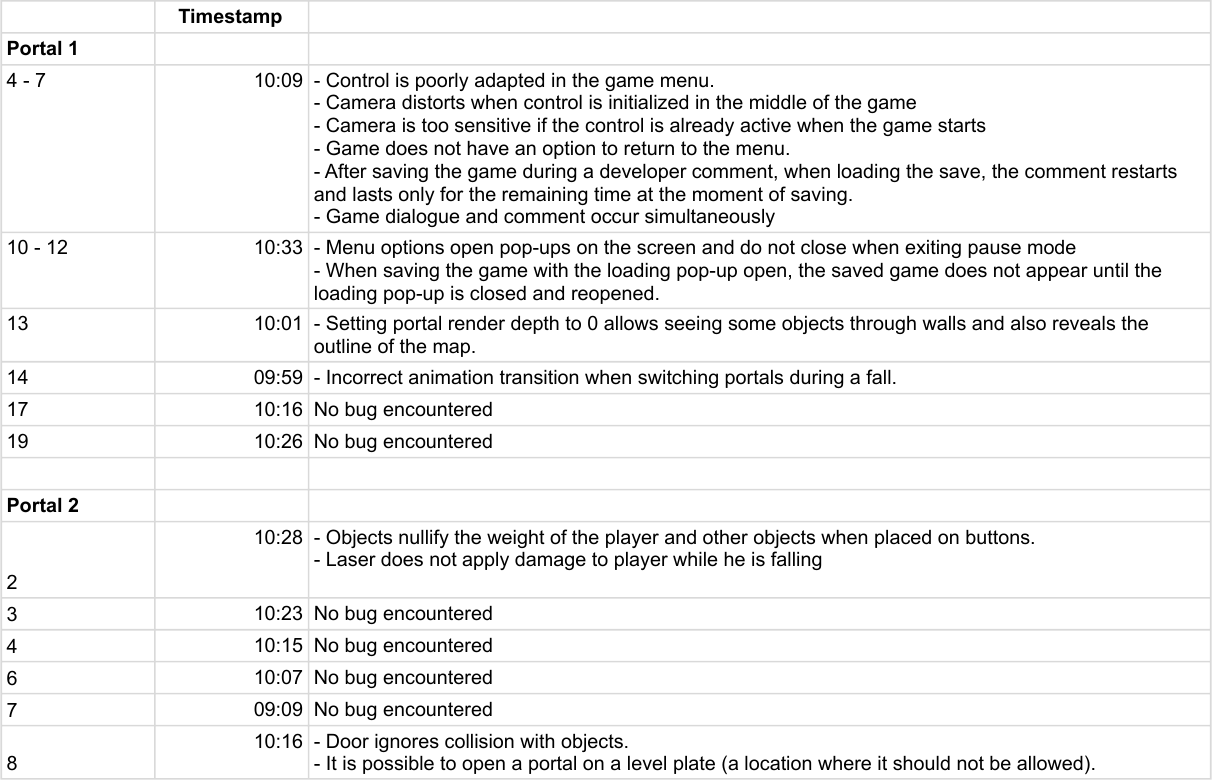 Timestamp
Portal 1
4 - 7 10:09 - Control is poorly adapted in the game menu.
- Camera distorts when control is initialized in the middle of the game
- Camera is too sensitive if the control is already active when the game starts
- Game does not have an option to return to the menu.
- After saving the game during a developer comment, when loading the save, the comment restarts
and lasts only for the remaining time at the moment of saving.
- Game dialogue and comment occur simultaneously
10 - 12 10:33 - Menu options open pop-ups on the screen and do not close when exiting pause mode
- When saving the game with the loading pop-up open, the saved game does not appear until the
loading pop-up is closed and reopened.
13 10:01 - Setting portal render depth to 0 allows seeing some objects through walls and also reveals the
outline of the map.
14 09:59 - Incorrect animation transition when switching portals during a fall.
17 10:16 No bug encountered
19 10:26 No bug encountered
Portal 2
10:28 - Objects nullify the weight of the player and other objects when placed on buttons.
- Laser does not apply damage to player while he is falling
2
3 10:23 No bug encountered
4 10:15 No bug encountered
6 10:07 No bug encountered
7 09:09 No bug encountered
10:16 - Door ignores collision with objects.
8 - It is possible to open a portal on a level plate (a location where it should not be allowed).